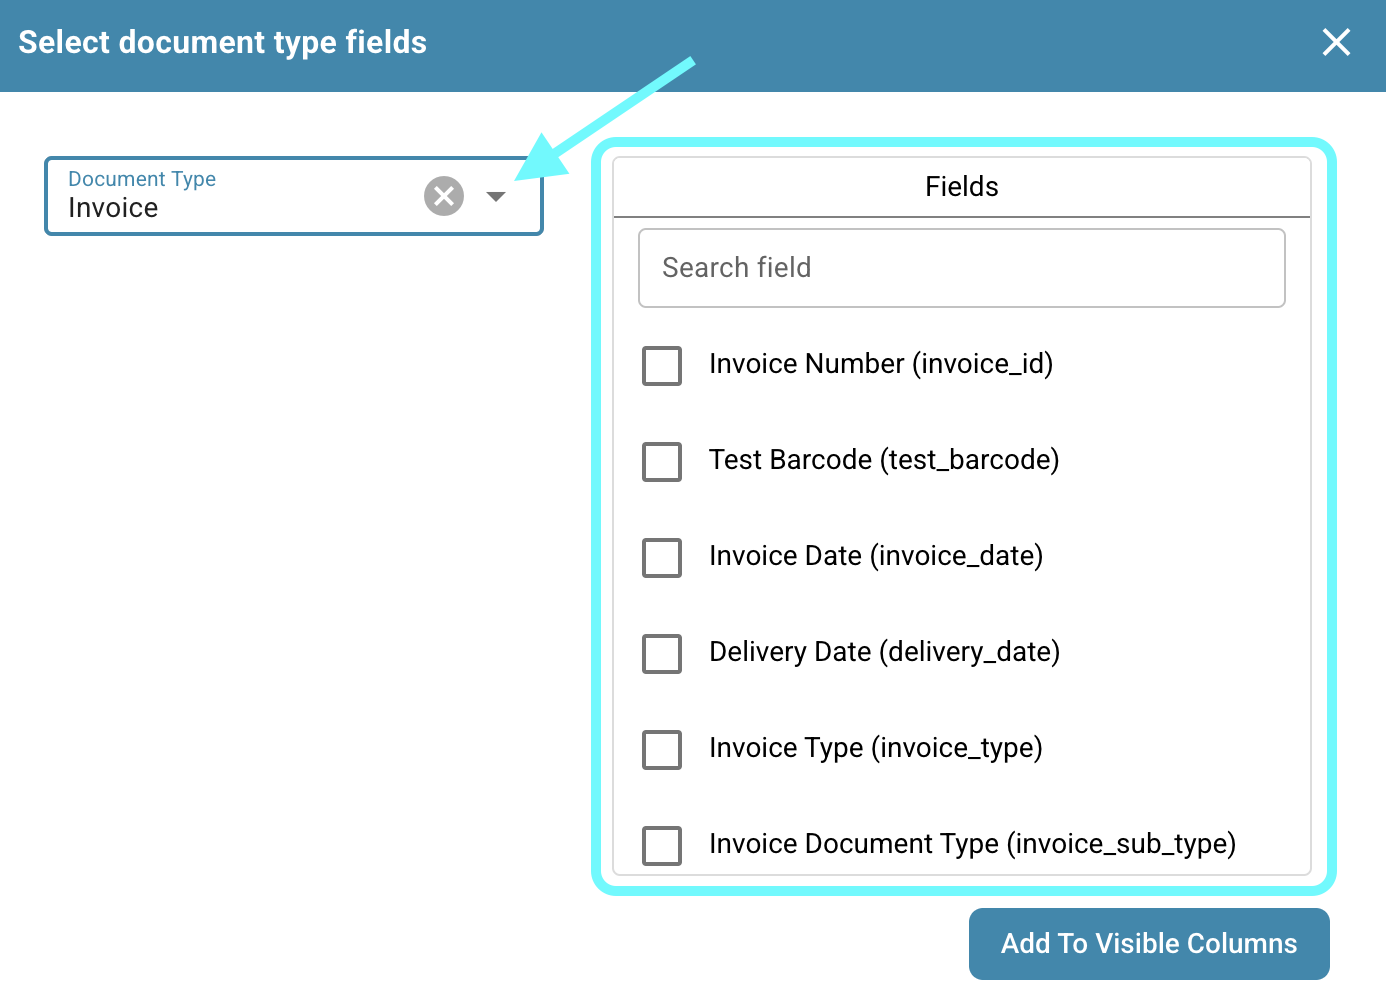 Select document type fields
Document Type
Invoice
Fields
Search field
Invoice Number (invoice_id)
Test Barcode (test_barcode)
Invoice Date (invoice_date)
Delivery Date (delivery_date)
Invoice Type (invoice_type)
Invoice Document Type (invoice_sub_type)
Add To Visible Columns